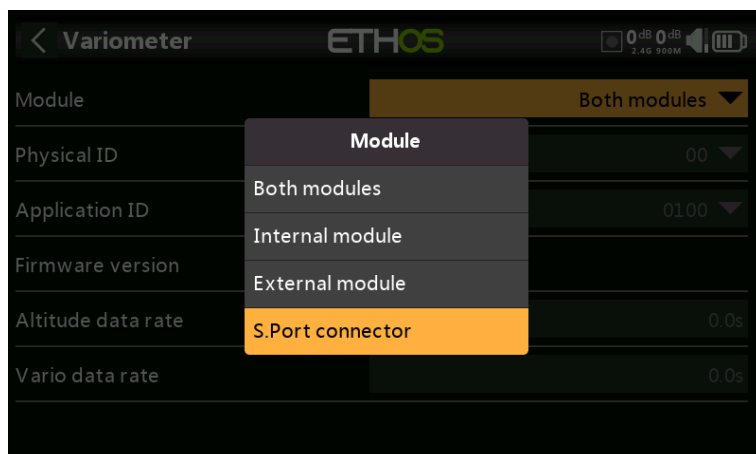 Variometer
ETHOS
0dB 0dB
2.4G 900M
Module Both modules
Physical ID 00
Application ID 0100
Firmware version
Altitude data rate 0.0s
Vario data rate 0.0s
Module
Both modules
Internal module
External module
S.Port connector